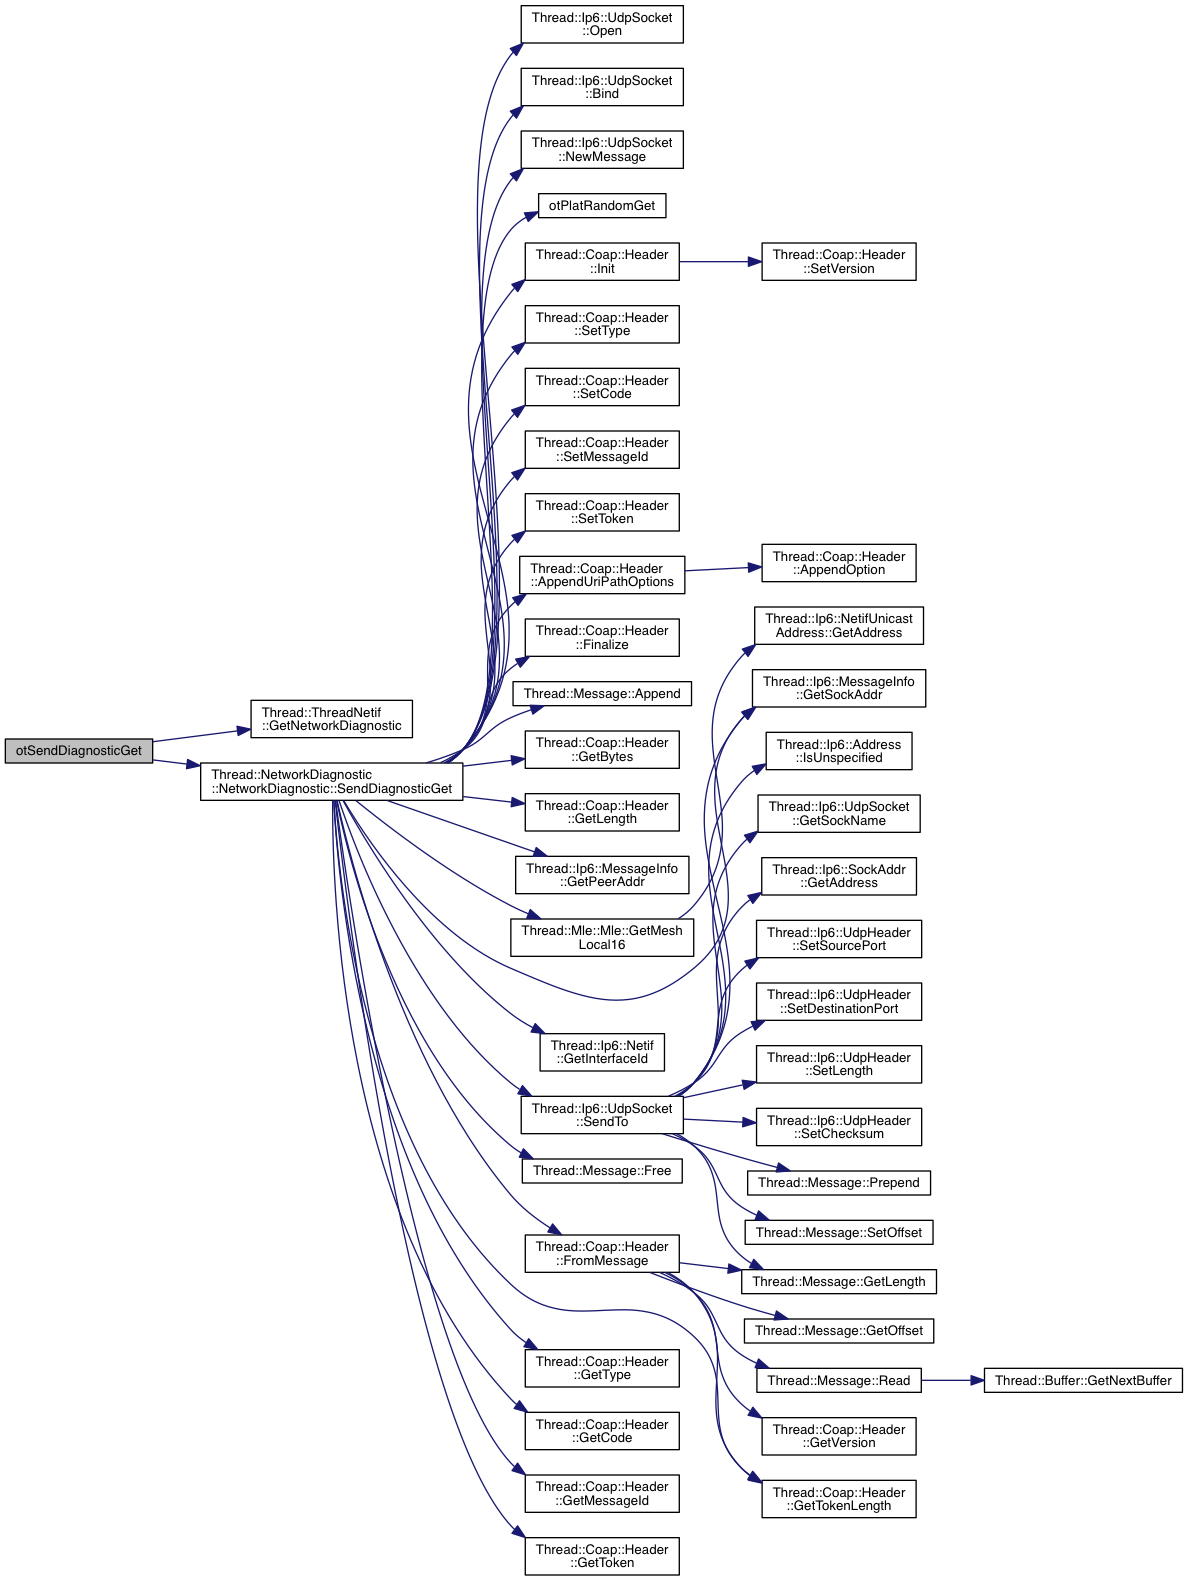 otSendDiagnosticGet
Thread::ThreadNetif
::GetNetworkDiagnostic
Thread::NetworkDiagnostic
::NetworkDiagnostic::SendDiagnosticGet
Thread::Ip6::UdpSocket
::Open
Thread::Ip6::UdpSocket
::Bind
Thread::Ip6::UdpSocket
::NewMessage
otPlatRandomGet
Thread::Coap::Header
::Init
Thread::Coap::Header
::SetType
Thread::Coap::Header
::SetCode
Thread::Coap::Header
::SetMessageId
Thread::Coap::Header
::SetToken
Thread::Coap::Header
::AppendUriPathOptions
Thread::Coap::Header
::Finalize
Thread::Message::Append
Thread::Coap::Header
::GetBytes
Thread::Coap::Header
::GetLength
Thread::Ip6::MessageInfo
::GetPeerAddr
Thread::Mle::Mle::GetMesh
Local16
Thread::Ip6::Netif
::GetInterfaceId
Thread::Ip6::UdpSocket
::SendTo
Thread::Message::Free
Thread::Coap::Header
::FromMessage
Thread::Coap::Header
::GetType
Thread::Coap::Header
::GetCode
Thread::Coap::Header
::GetMessageId
Thread::Coap::Header
::GetToken
Thread::Coap::Header
::SetVersion
Thread::Coap::Header
::AppendOption
Thread::Ip6::NetifUnicast
Address::GetAddress
Thread::Ip6::MessageInfo
::GetSockAddr
Thread::Ip6::Address
::IsUnspecified
Thread::Ip6::UdpSocket
::GetSockName
Thread::Ip6::SockAddr
::GetAddress
Thread::Ip6::UdpHeader
::SetSourcePort
Thread::Ip6::UdpHeader
::SetDestinationPort
Thread::Ip6::UdpHeader
::SetLength
Thread::Ip6::UdpHeader
::SetChecksum
Thread::Message::Prepend
Thread::Message::SetOffset
Thread::Message::GetLength
Thread::Message::GetOffset
Thread::Message::Read
Thread::Coap::Header
::GetVersion
Thread::Coap::Header
::GetTokenLength
Thread::Buffer::GetNextBuffer